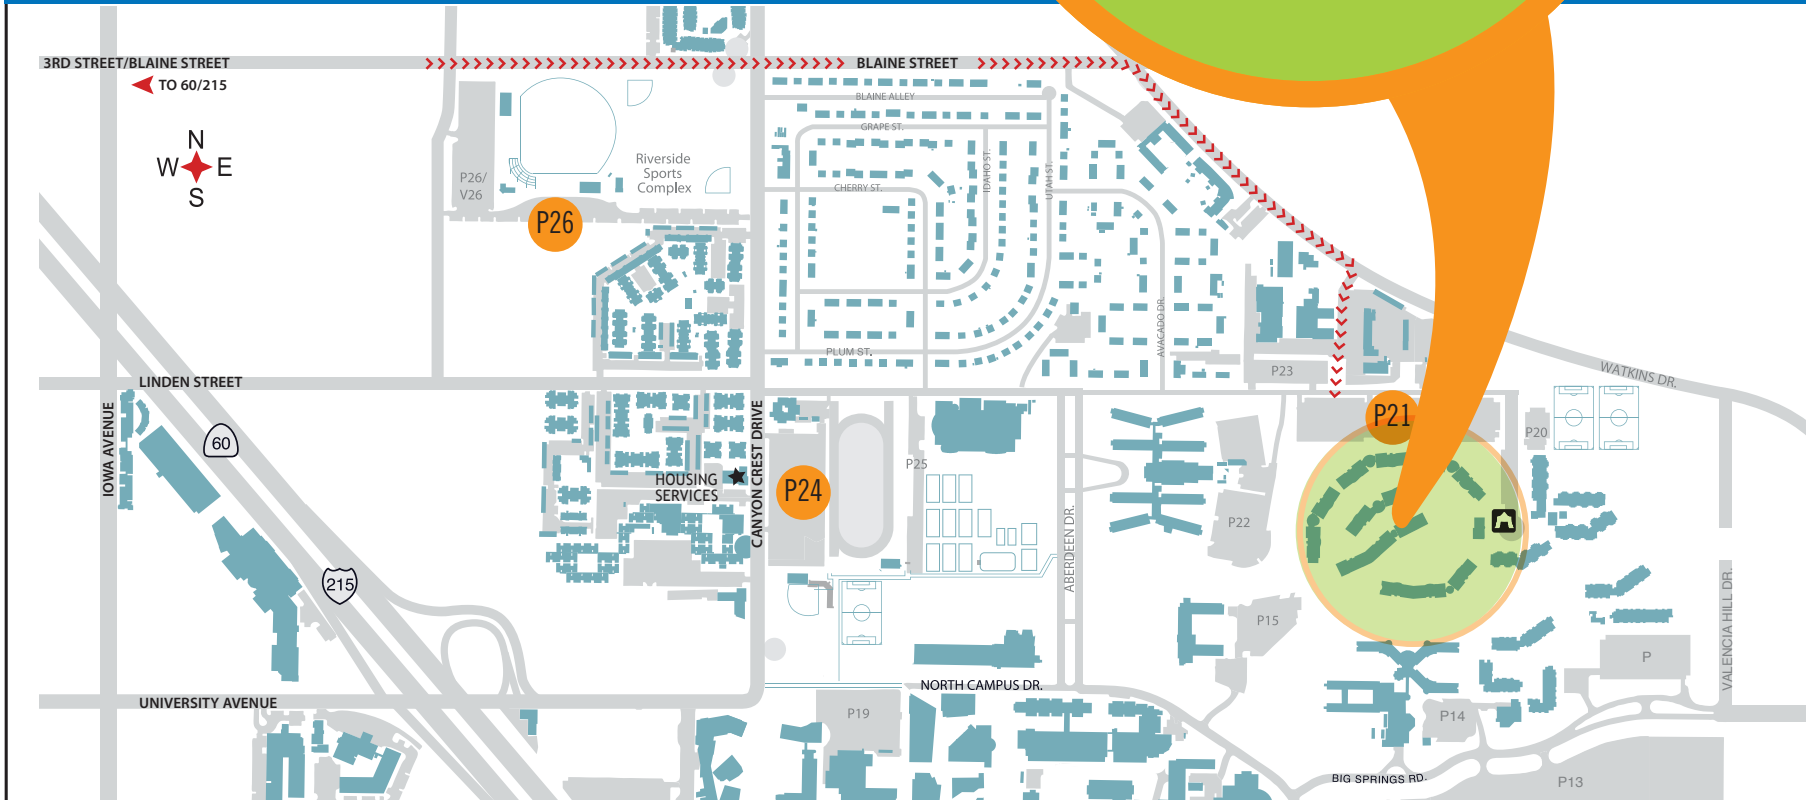 3RD STREET/BLAINE STREET
BLAINE STREET
TO 60/215
BLAINE ALLEY
GRAPE ST.
N
W E
S
Riverside
Sports
Complex
P26/
V26
CHERRY ST.
IDAHO ST.
UTAH ST.
P26
AVACADO DR.
PLUM ST.
P23
WATKINS DR.
LINDEN STREET
IOWA AVENUE
60
CANYON CREST DRIVE
P21
P20
HOUSING
SERVICES
P24
P25
P22
ABERDEEN DR.
215
P15
VALENCIA HILL DR.
P
NORTH CAMPUS DR.
UNIVERSITY AVENUE
P19
P14
BIG SPRINGS RD.
P13